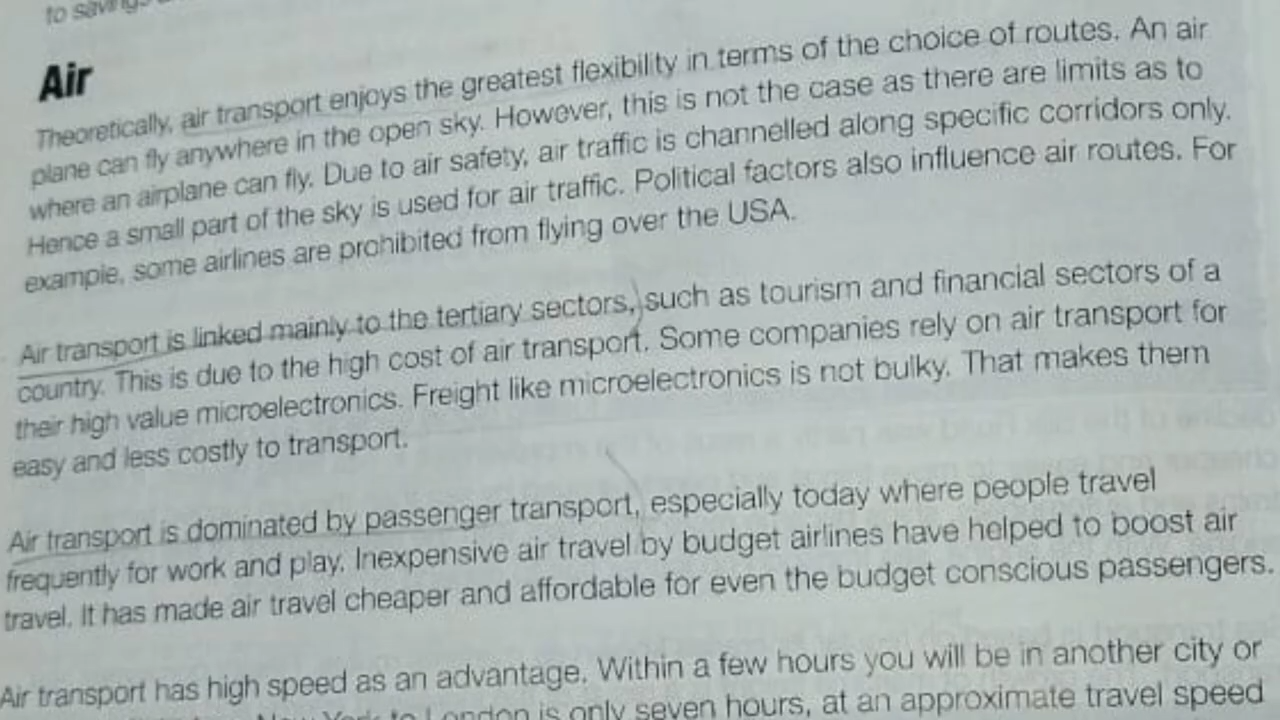 to savings
Air
Theoretically, air transport enjoys the greatest flexibility in terms of the choice of routes. An air
plane can fly anywhere in the open sky. However, this is not the case as there are limits as to
where an airplane can fly. Due to air safety, air traffic is channelled along specific corridors only.
Hence a small part of the sky is used for air traffic. Political factors also influence air routes. For
example, some airlines are prohibited from flying over the USA.
Air transport is linked mainly to the tertiary sectors, such as tourism and financial sectors of a
country. This is due to the high cost of air transport. Some companies rely on air transport for
their high value microelectronics. Freight like microelectronics is not bulky. That makes them
easy and less costly to transport.
Air transport is dominated by passenger transport, especially today where people travel
frequently for work and play. Inexpensive air travel by budget airlines have helped to boost air
travel. It has made air travel cheaper and affordable for even the budget conscious passengers.
Air transport has high speed as an advantage. Within a few hours you will be in another city or
New York to London is only seven hours, at an approximate travel speed